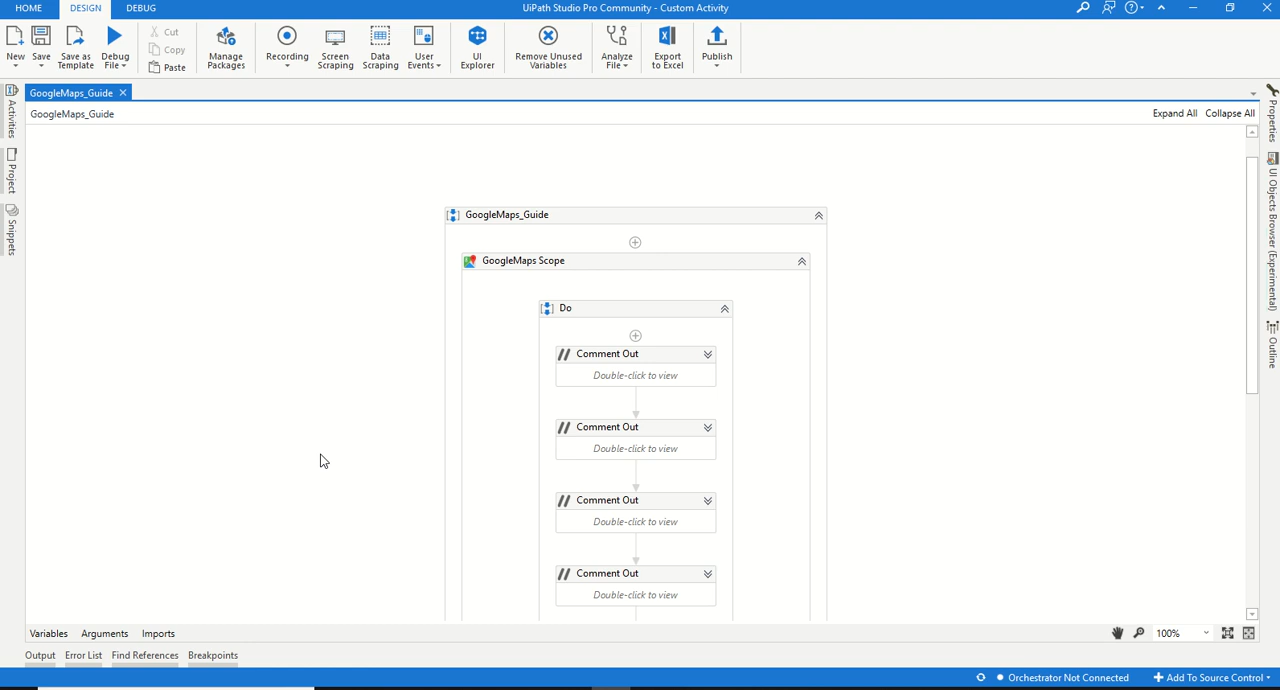 HOME DESIGN DEBUG UiPath Studio Pro Community - Custom Activity
Cut
Copy
Paste
New Save Save as Template Debug File Manage Packages Recording Screen Scraping Data Scraping User Events UI Explorer Remove Unused Variables Analyze File Export to Excel Publish
GoogleMaps_Guide
GoogleMaps_Guide Expand All Collapse All
Activities
Project
Snippets
Properties
UI Objects Browser (Experimental)
Outline
GoogleMaps_Guide
GoogleMaps Scope
Do
Comment Out
Double-click to view
Comment Out
Double-click to view
Comment Out
Double-click to view
Comment Out
Double-click to view
Variables Arguments Imports 100%
Output Error List Find References Breakpoints
Orchestrator Not Connected Add To Source Control